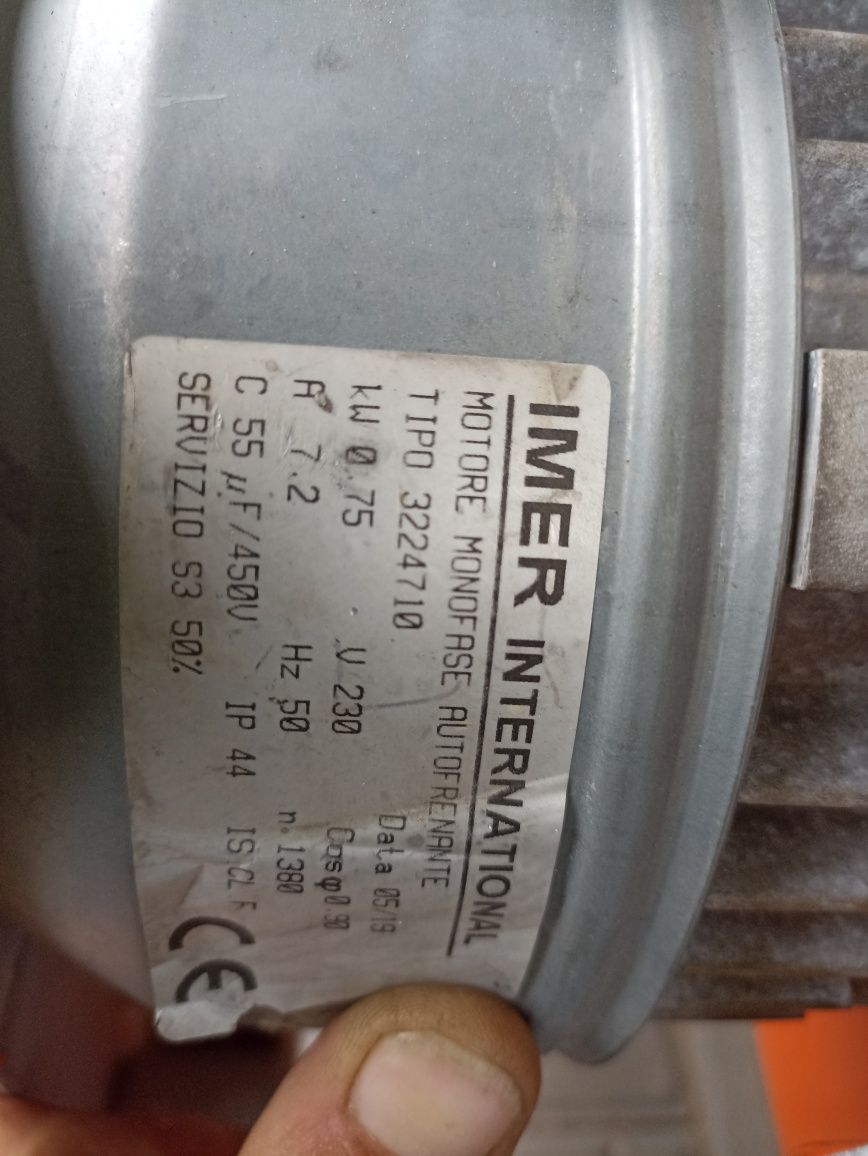 IMER INTERNATIONAL
MOTORE MONOFASE AUTOFRENANTE
TIPO 3224710 Data 05/19
kW 0.75 V 230 Cosφ0.90
A 7.2 Hz 50 n.1380
C 55 µF/450V IP 44 IS.CL F
SERVIZIO S3 50% CE